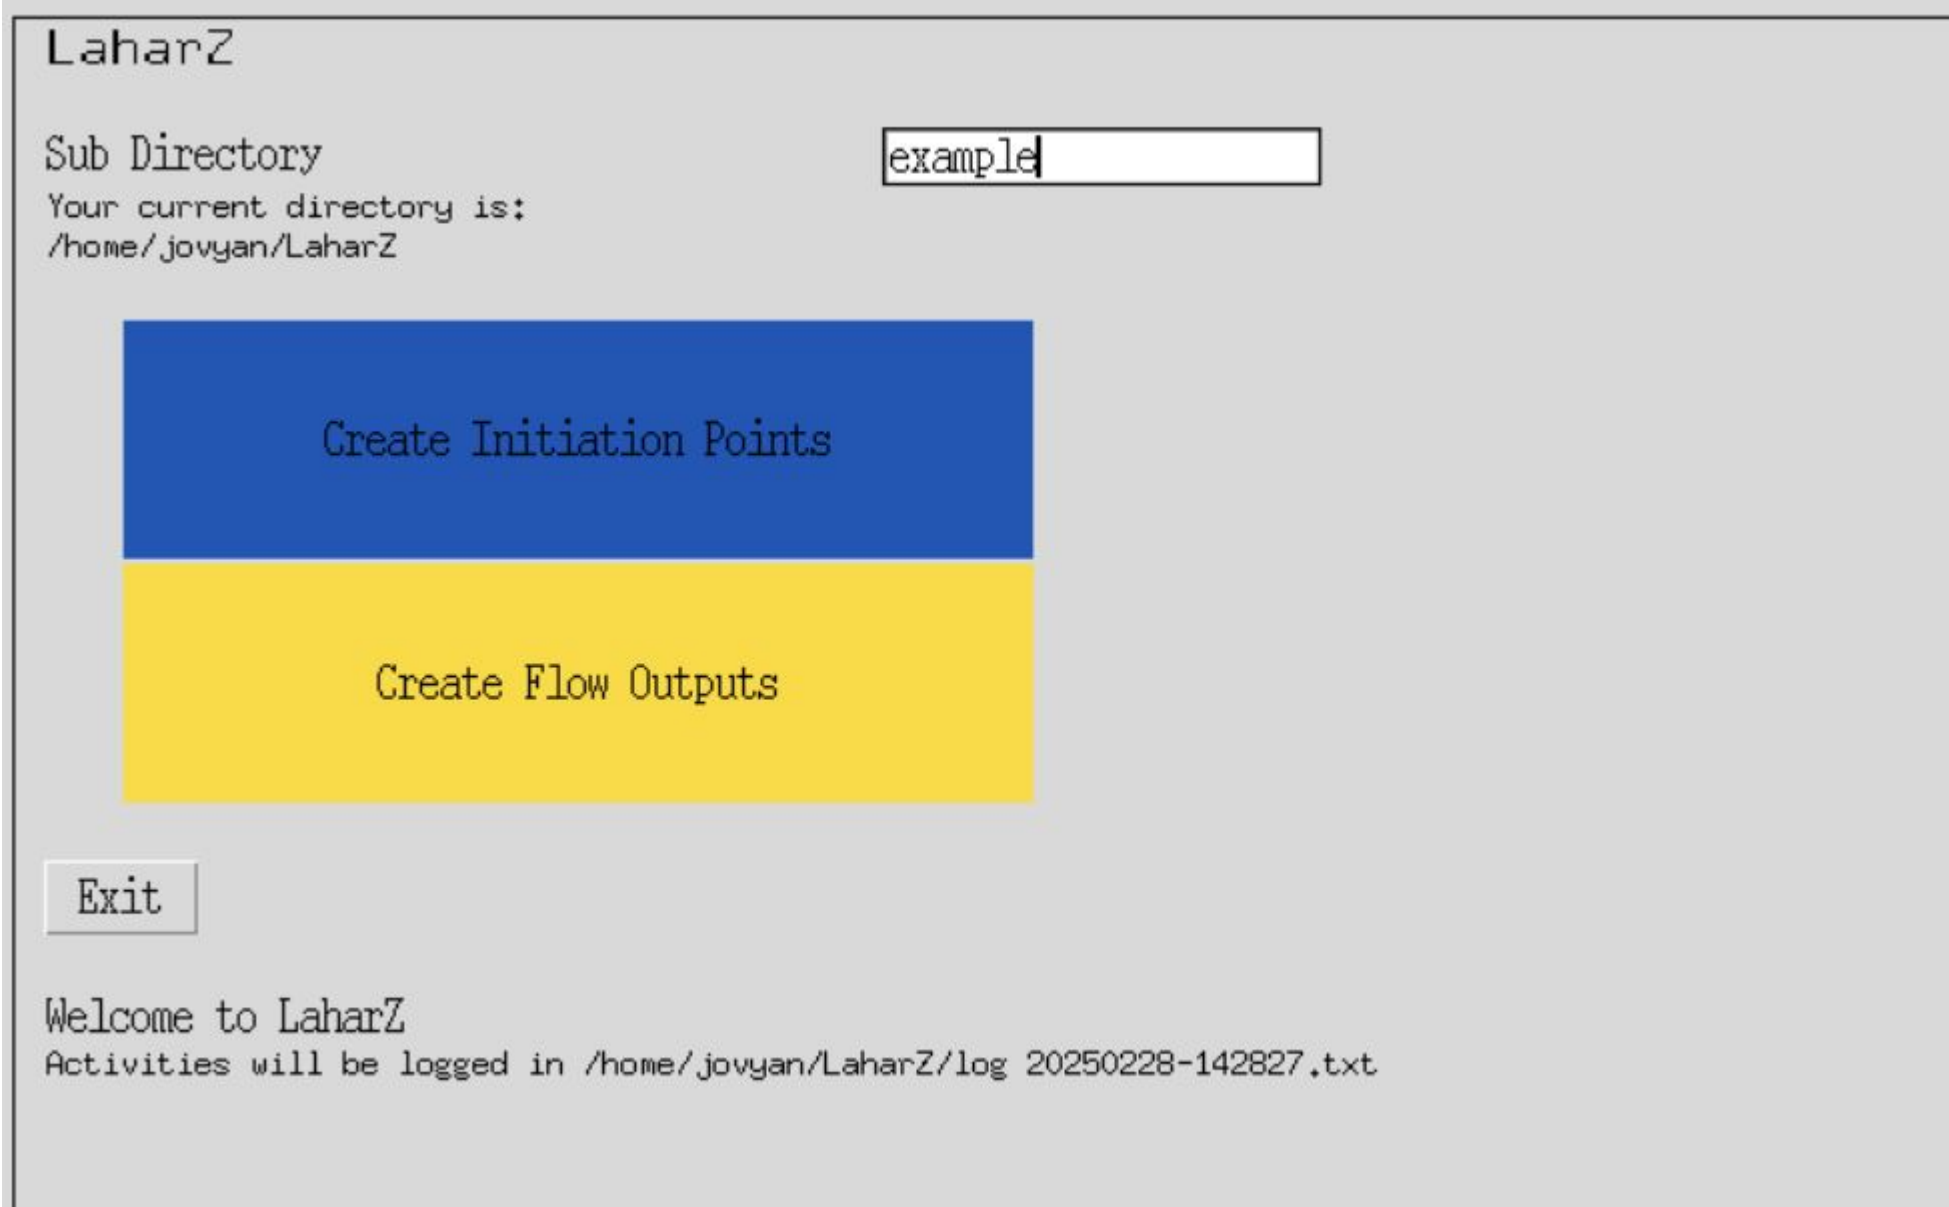 LaharZ
Sub Directory
example
Your current directory is:
/home/jovyan/LaharZ
Create Initiation Points
Create Flow Outputs
Exit
Welcome to LaharZ
Activities will be logged in /home/jovyan/LaharZ/log 20250228-142827.txt